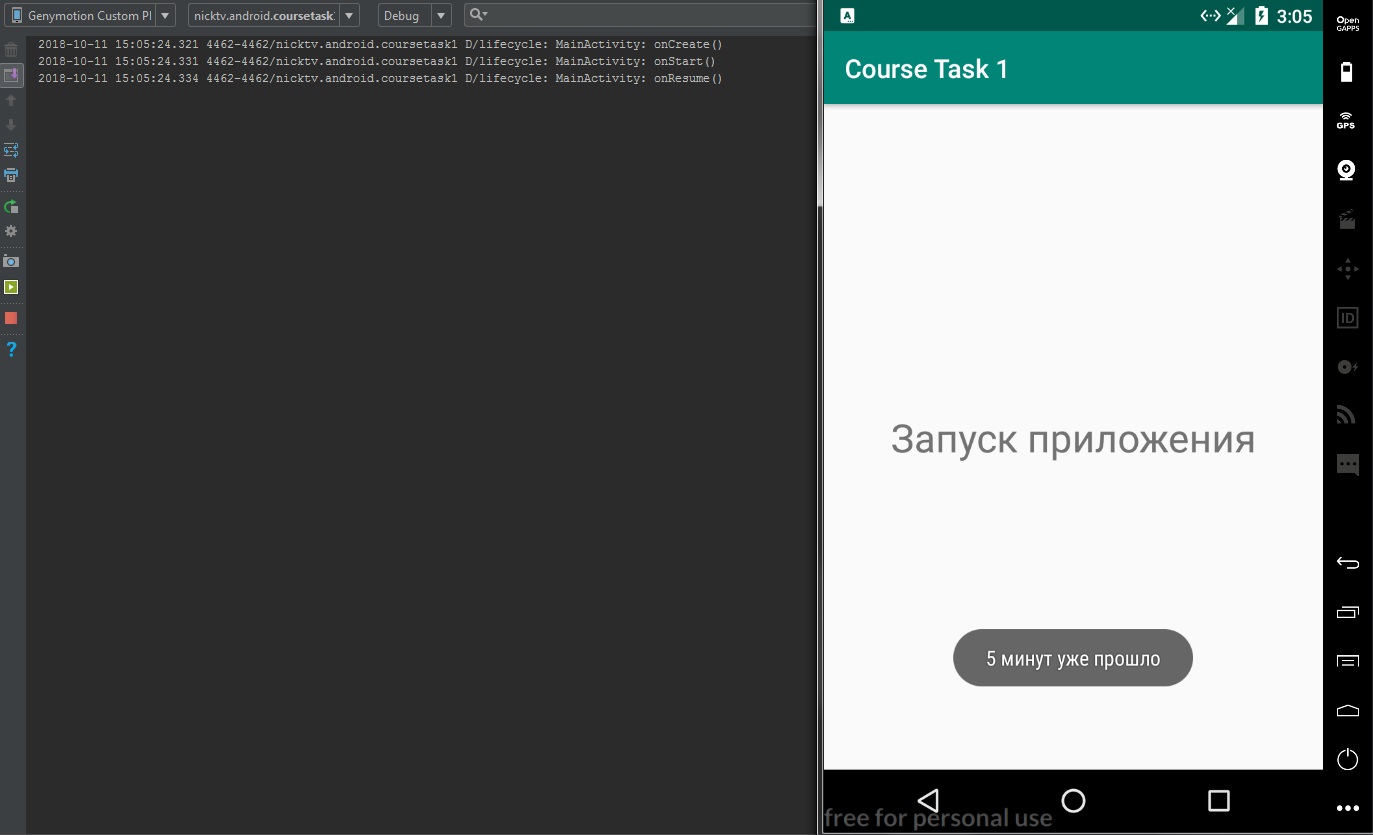 Genymotion Custom Pl
nicktv.android.coursetask
Debug
2018-10-11 15:05:24.321 4462-4462/nicktv.android.coursetask1 D/lifecycle: MainActivity: onCreate()
2018-10-11 15:05:24.331 4462-4462/nicktv.android.coursetask1 D/lifecycle: MainActivity: onStart()
2018-10-11 15:05:24.334 4462-4462/nicktv.android.coursetask1 D/lifecycle: MainActivity: onResume()
A
3:05
Course Task 1
Запуск приложения
5 минут уже прошло
free for personal use
Open
GAPPS
GPS
ID